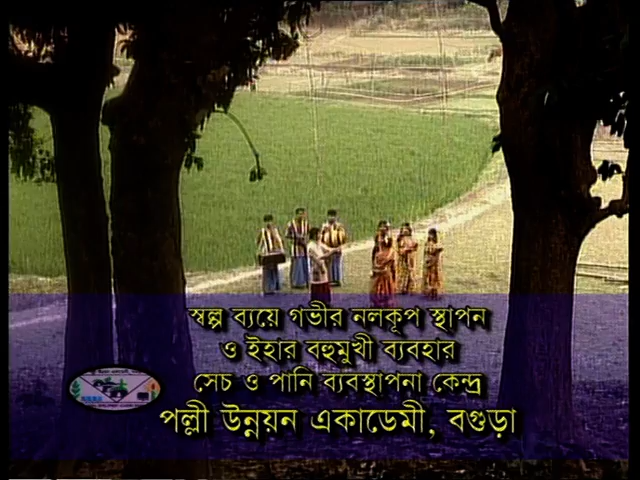 স্বল্প ব্যয়ে গভীর নলকূপ স্থাপন
ও ইহার বহুমুখী ব্যবহার
সেচ ও পানি ব্যবস্থাপনা কেন্দ্র
পল্লী উন্নয়ন একাডেমী, বগুড়া